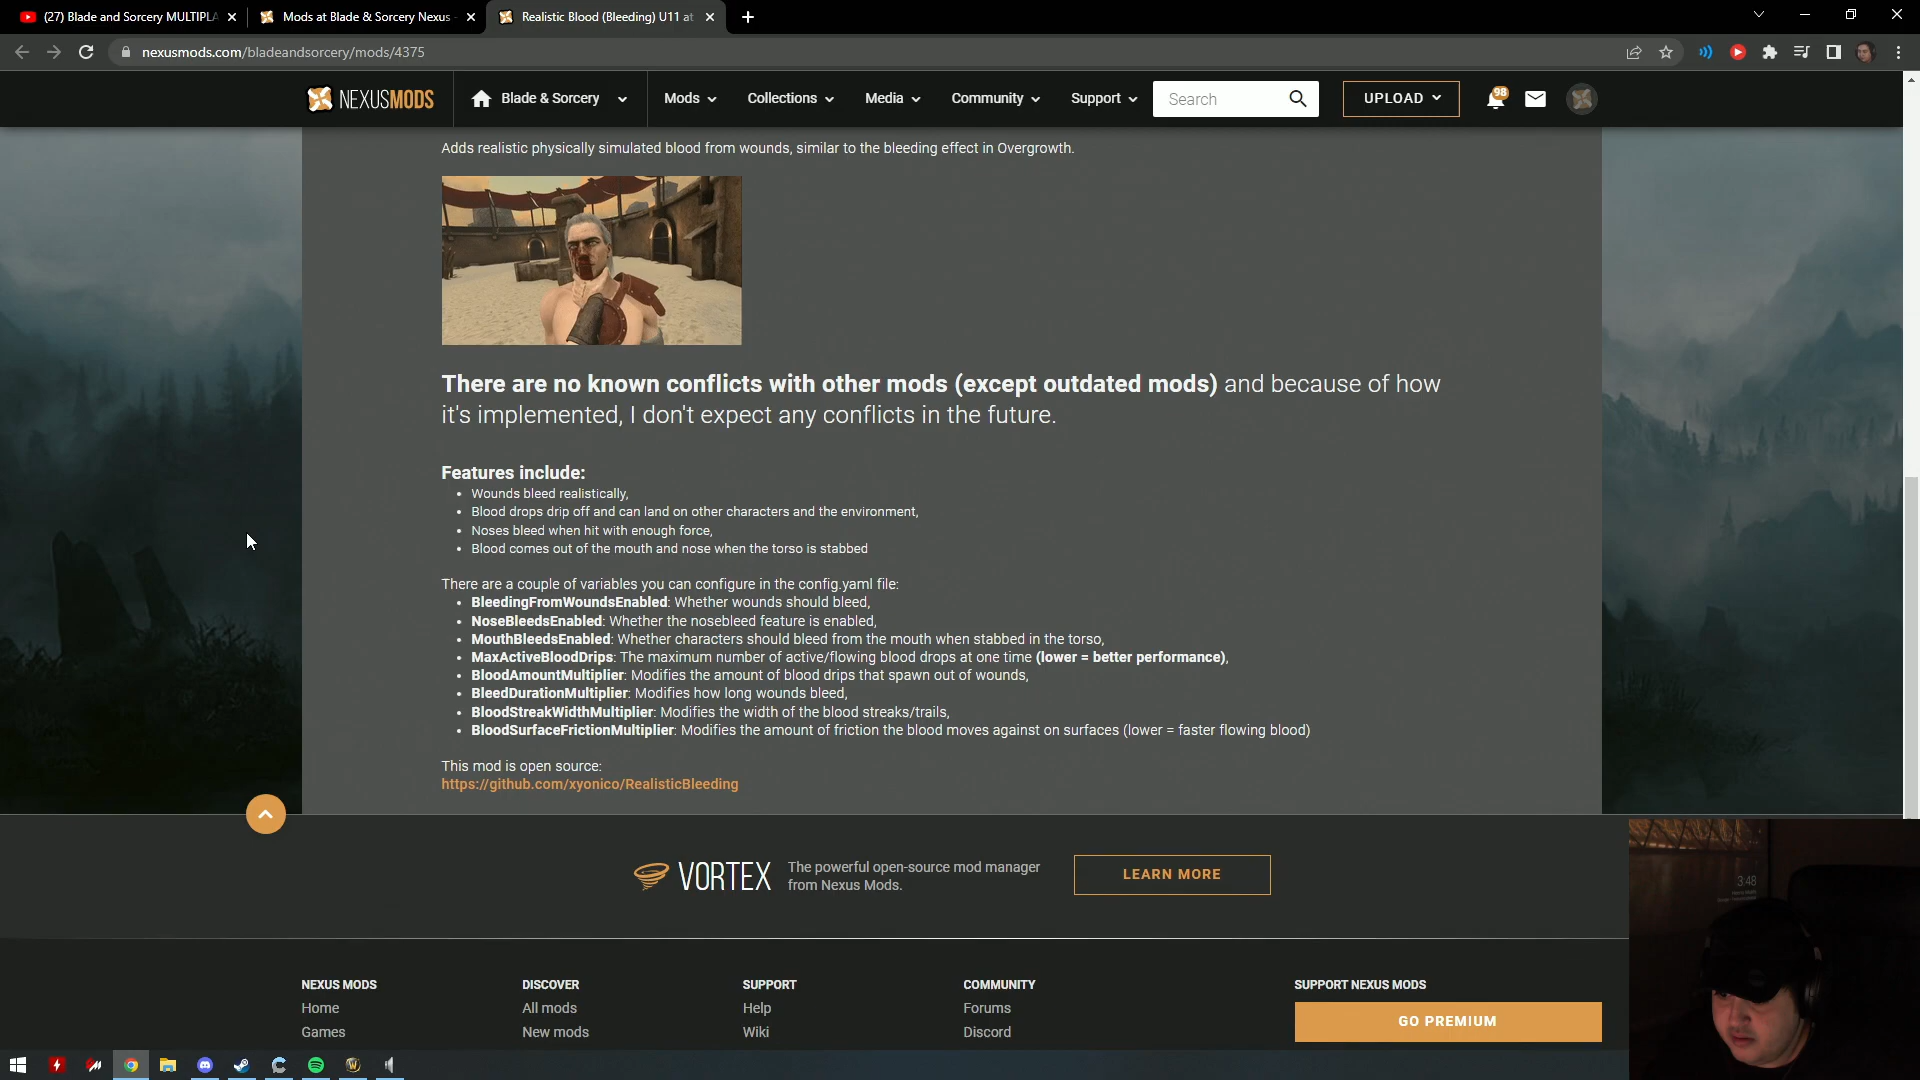 (27) Blade and Sorcery MULTIPLA
Mods at Blade & Sorcery Nexus
Realistic Blood (Bleeding) U11 at
nexusmods.com/bladeandsorcery/mods/4375
NEXUSMODS
Blade & Sorcery
Mods
Collections
Media
Community
Support
Search
UPLOAD
98
Adds realistic physically simulated blood from wounds, similar to the bleeding effect in Overgrowth.
There are no known conflicts with other mods (except outdated mods) and because of how
it's implemented, I don't expect any conflicts in the future.
Features include:
• Wounds bleed realistically,
• Blood drops drip off and can land on other characters and the environment,
• Noses bleed when hit with enough force,
• Blood comes out of the mouth and nose when the torso is stabbed
There are a couple of variables you can configure in the config.yaml file:
• BleedingFromWoundsEnabled: Whether wounds should bleed,
• NoseBleedsEnabled: Whether the nosebleed feature is enabled,
• MouthBleedsEnabled: Whether characters should bleed from the mouth when stabbed in the torso,
• MaxActiveBloodDrips: The maximum number of active/flowing blood drops at one time (lower = better performance),
• BloodAmountMultiplier: Modifies the amount of blood drips that spawn out of wounds,
• BleedDurationMultiplier: Modifies how long wounds bleed,
• BloodStreakWidthMultiplier: Modifies the width of the blood streaks/trails,
• BloodSurfaceFrictionMultiplier: Modifies the amount of friction the blood moves against on surfaces (lower = faster flowing blood)
This mod is open source:
https://github.com/xyonico/RealisticBleeding
VORTEX
The powerful open-source mod manager
from Nexus Mods.
LEARN MORE
3:48
NEXUS MODS
Home
Games
DISCOVER
All mods
New mods
SUPPORT
Help
Wiki
COMMUNITY
Forums
Discord
SUPPORT NEXUS MODS
GO PREMIUM